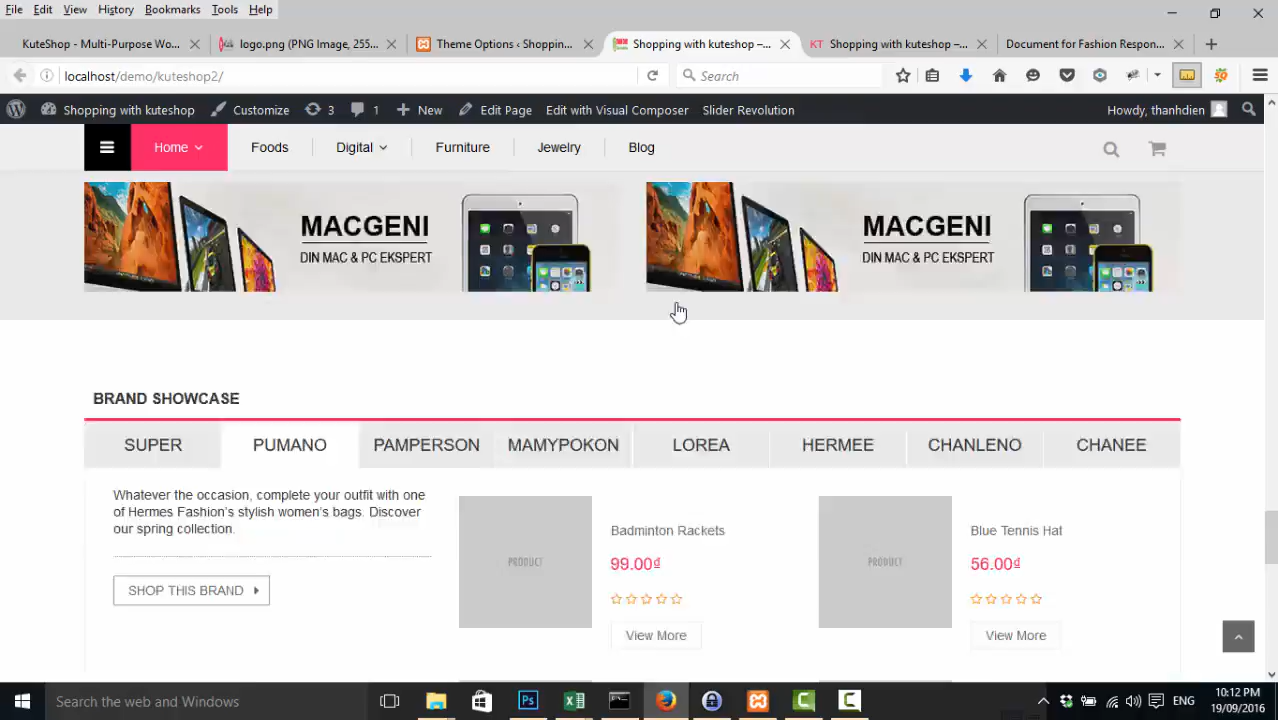 File Edit View History Bookmarks Tools Help
KuteShop - Multi-Purpose Wo...
logo.png (PNG Image, 255...
Theme Options ‹ Shoppin...
Shopping with kuteshop –...
KT Shopping with kuteshop –...
Document for Fashion Respon...
localhost/demo/kuteshop2/
Search
Shopping with kuteshop Customize 3 1 New Edit Page Edit with Visual Composer Slider Revolution Howdy, thanhdien
Home Foods Digital Furniture Jewelry Blog
MACGENI
DIN MAC & PC EKSPERT
MACGENI
DIN MAC & PC EKSPERT
BRAND SHOWCASE
SUPER PUMANO PAMPERSON MAMYPOKON LOREA HERMEE CHANLENO CHANEE
Whatever the occasion, complete your outfit with one
of Hermes Fashion's stylish women's bags. Discover
our spring collection.
SHOP THIS BRAND
PRODUCT
Badminton Rackets
99.00₫
View More
PRODUCT
Blue Tennis Hat
56.00₫
View More
Search the web and Windows
ENG
10:12 PM
19/09/2016